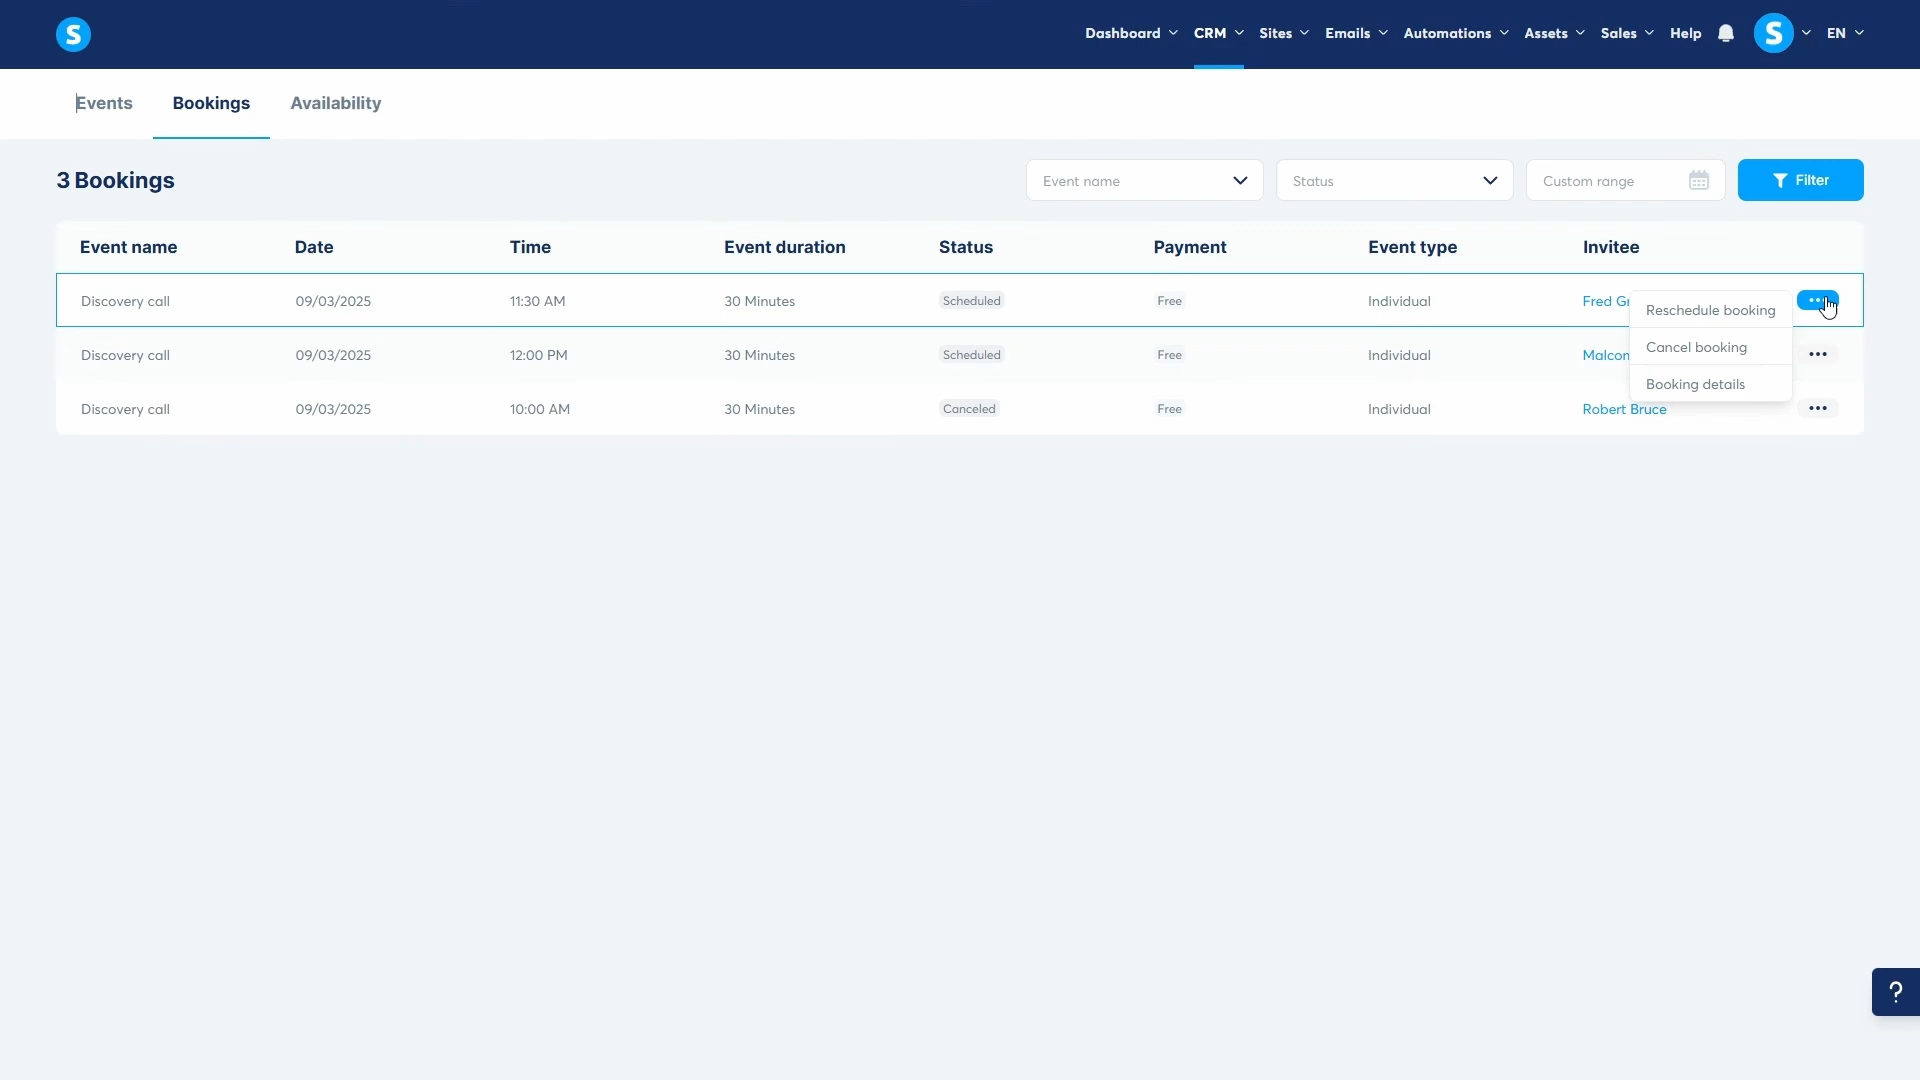 S Dashboard CRM Sites Emails Automations Assets Sales Help S EN
Events Bookings Availability
3 Bookings Event name Status Custom range Filter
Event name Date Time Event duration Status Payment Event type Invitee
Discovery call 09/03/2025 11:30 AM 30 Minutes Scheduled Free Individual Fred
Reschedule booking
Cancel booking
Booking details
Discovery call 09/03/2025 12:00 PM 30 Minutes Scheduled Free Individual
Discovery call 09/03/2025 10:00 AM 30 Minutes Canceled Free Individual Robert Bruce
?